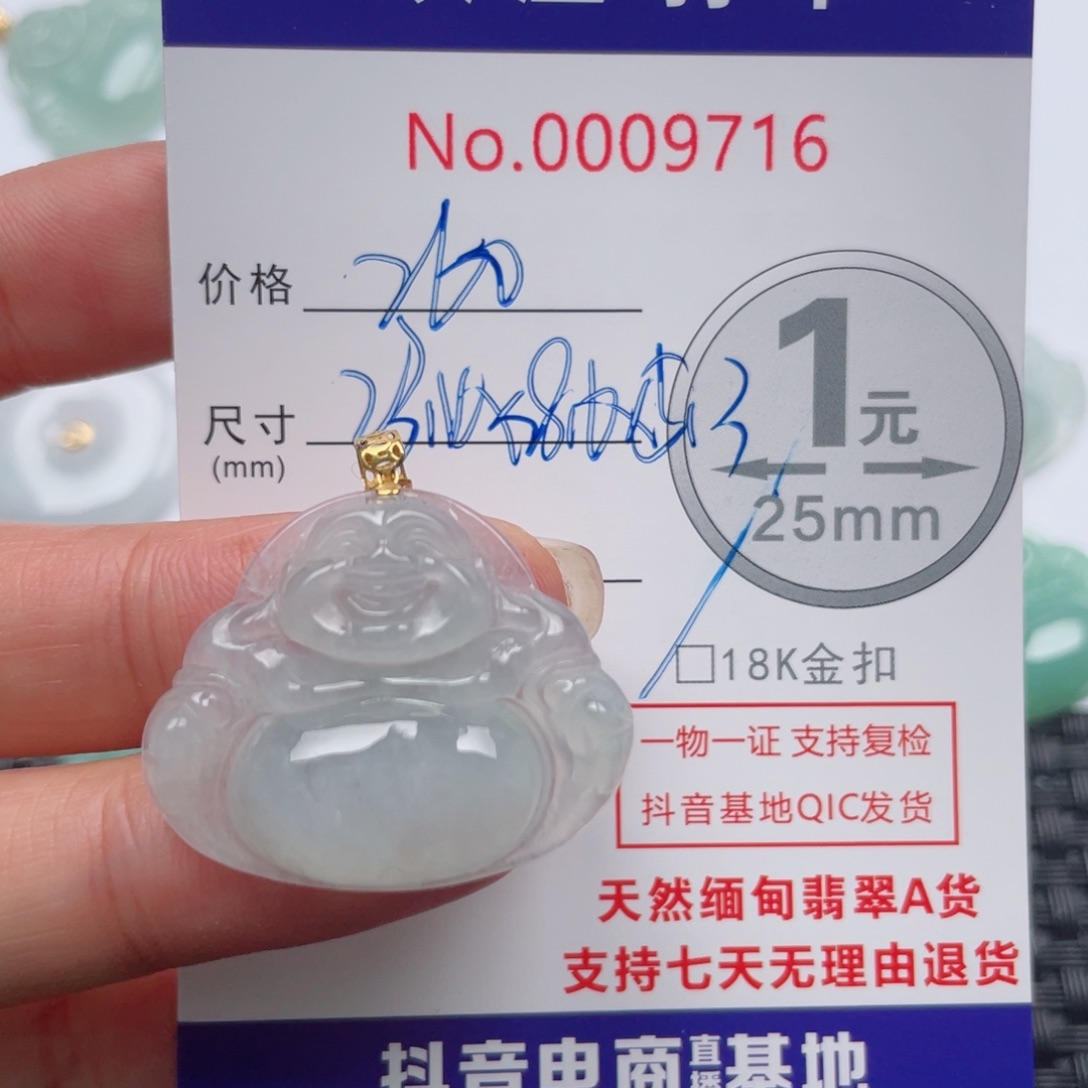 No.0009716
价格
尺寸
(mm)
1元
25mm
□18K金扣
一物一证 支持复检
抖音基地QIC发货
天然缅甸翡翠A货
支持七天无理由退货
抖音电商直播基地